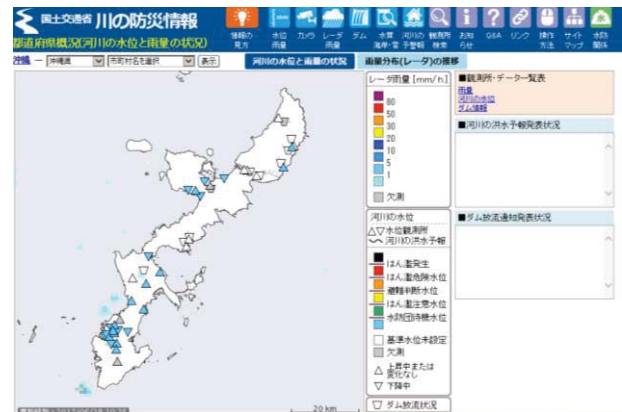 国土交通省 川の防災情報
都道府県概況(河川の水位と雨量の状況)
情報の見方
水位 雨量
カメラ
レーダ 雨量
ダム
水質
河川の予警報
観測所検索
お知らせ
Q&A
リンク
操作方法
サイトマップ
水防関係
沖縄 － 沖縄県 市町村名を選択 表示
河川の水位と雨量の状況
雨量分布(レーダ)の推移
レーダ雨量 [mm/h]
80
50
30
20
10
5
1
欠測
河川の水位
△▽水位観測所
河川の洪水予報
はん濫発生
はん濫危険水位
避難判断水位
はん濫注意水位
水防団待機水位
基準水位未設定
欠測
△ 上昇中または変化なし
▽ 下降中
ダム放流状況
■観測所・データ一覧表
雨量
河川の水位
ダム情報
■河川の洪水予報発表状況
■ダム放流通知発表状況
20 km